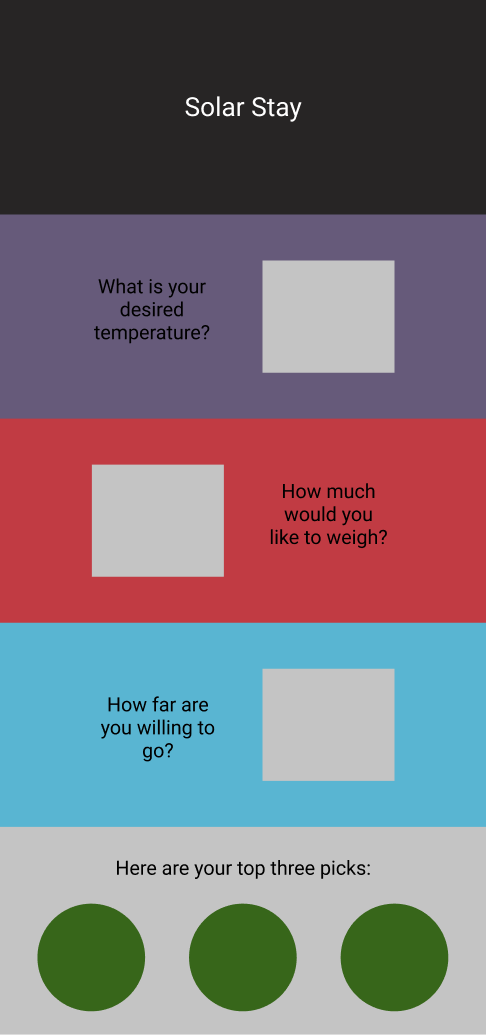 Solar Stay
What is your
desired
temperature?
How much
would you
like to weigh?
How far are
you willing to
go?
Here are your top three picks: